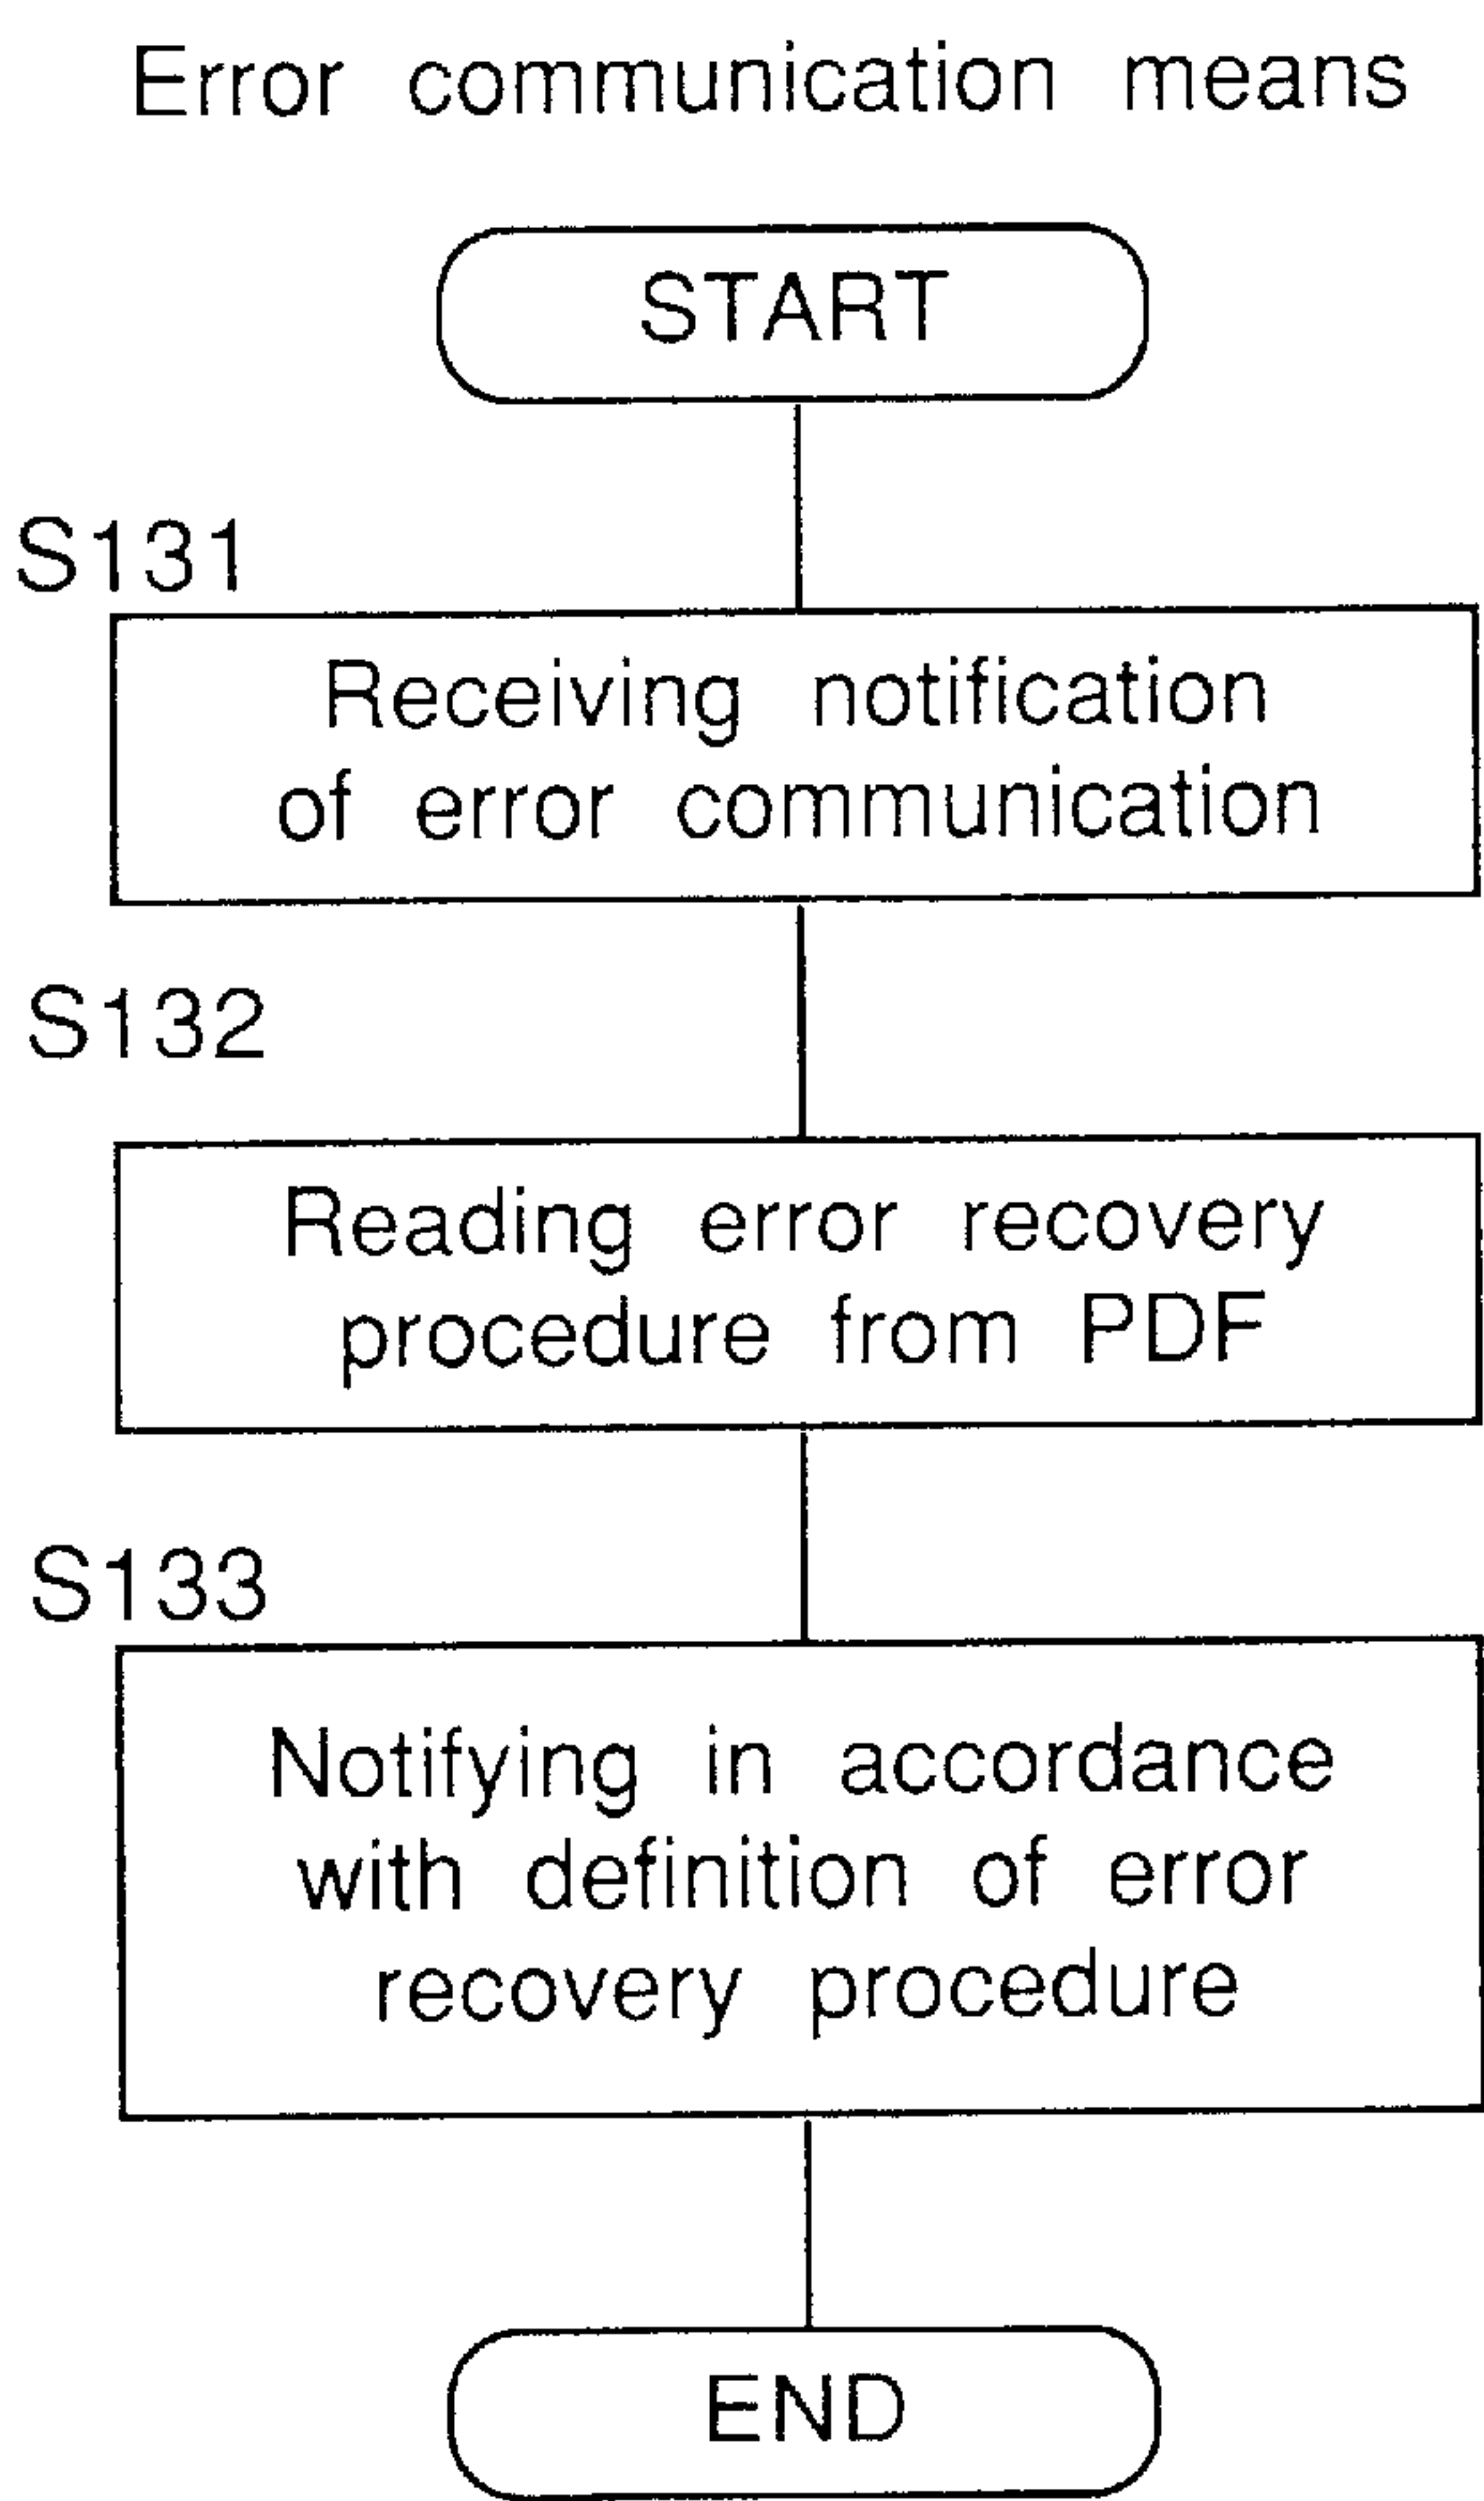 Error communication means
START
S131
Receiving notification
of error communication
S132
Reading error recovery
procedure from PDF
S133
Notifying in accordance
with definition of error
recovery procedure
END